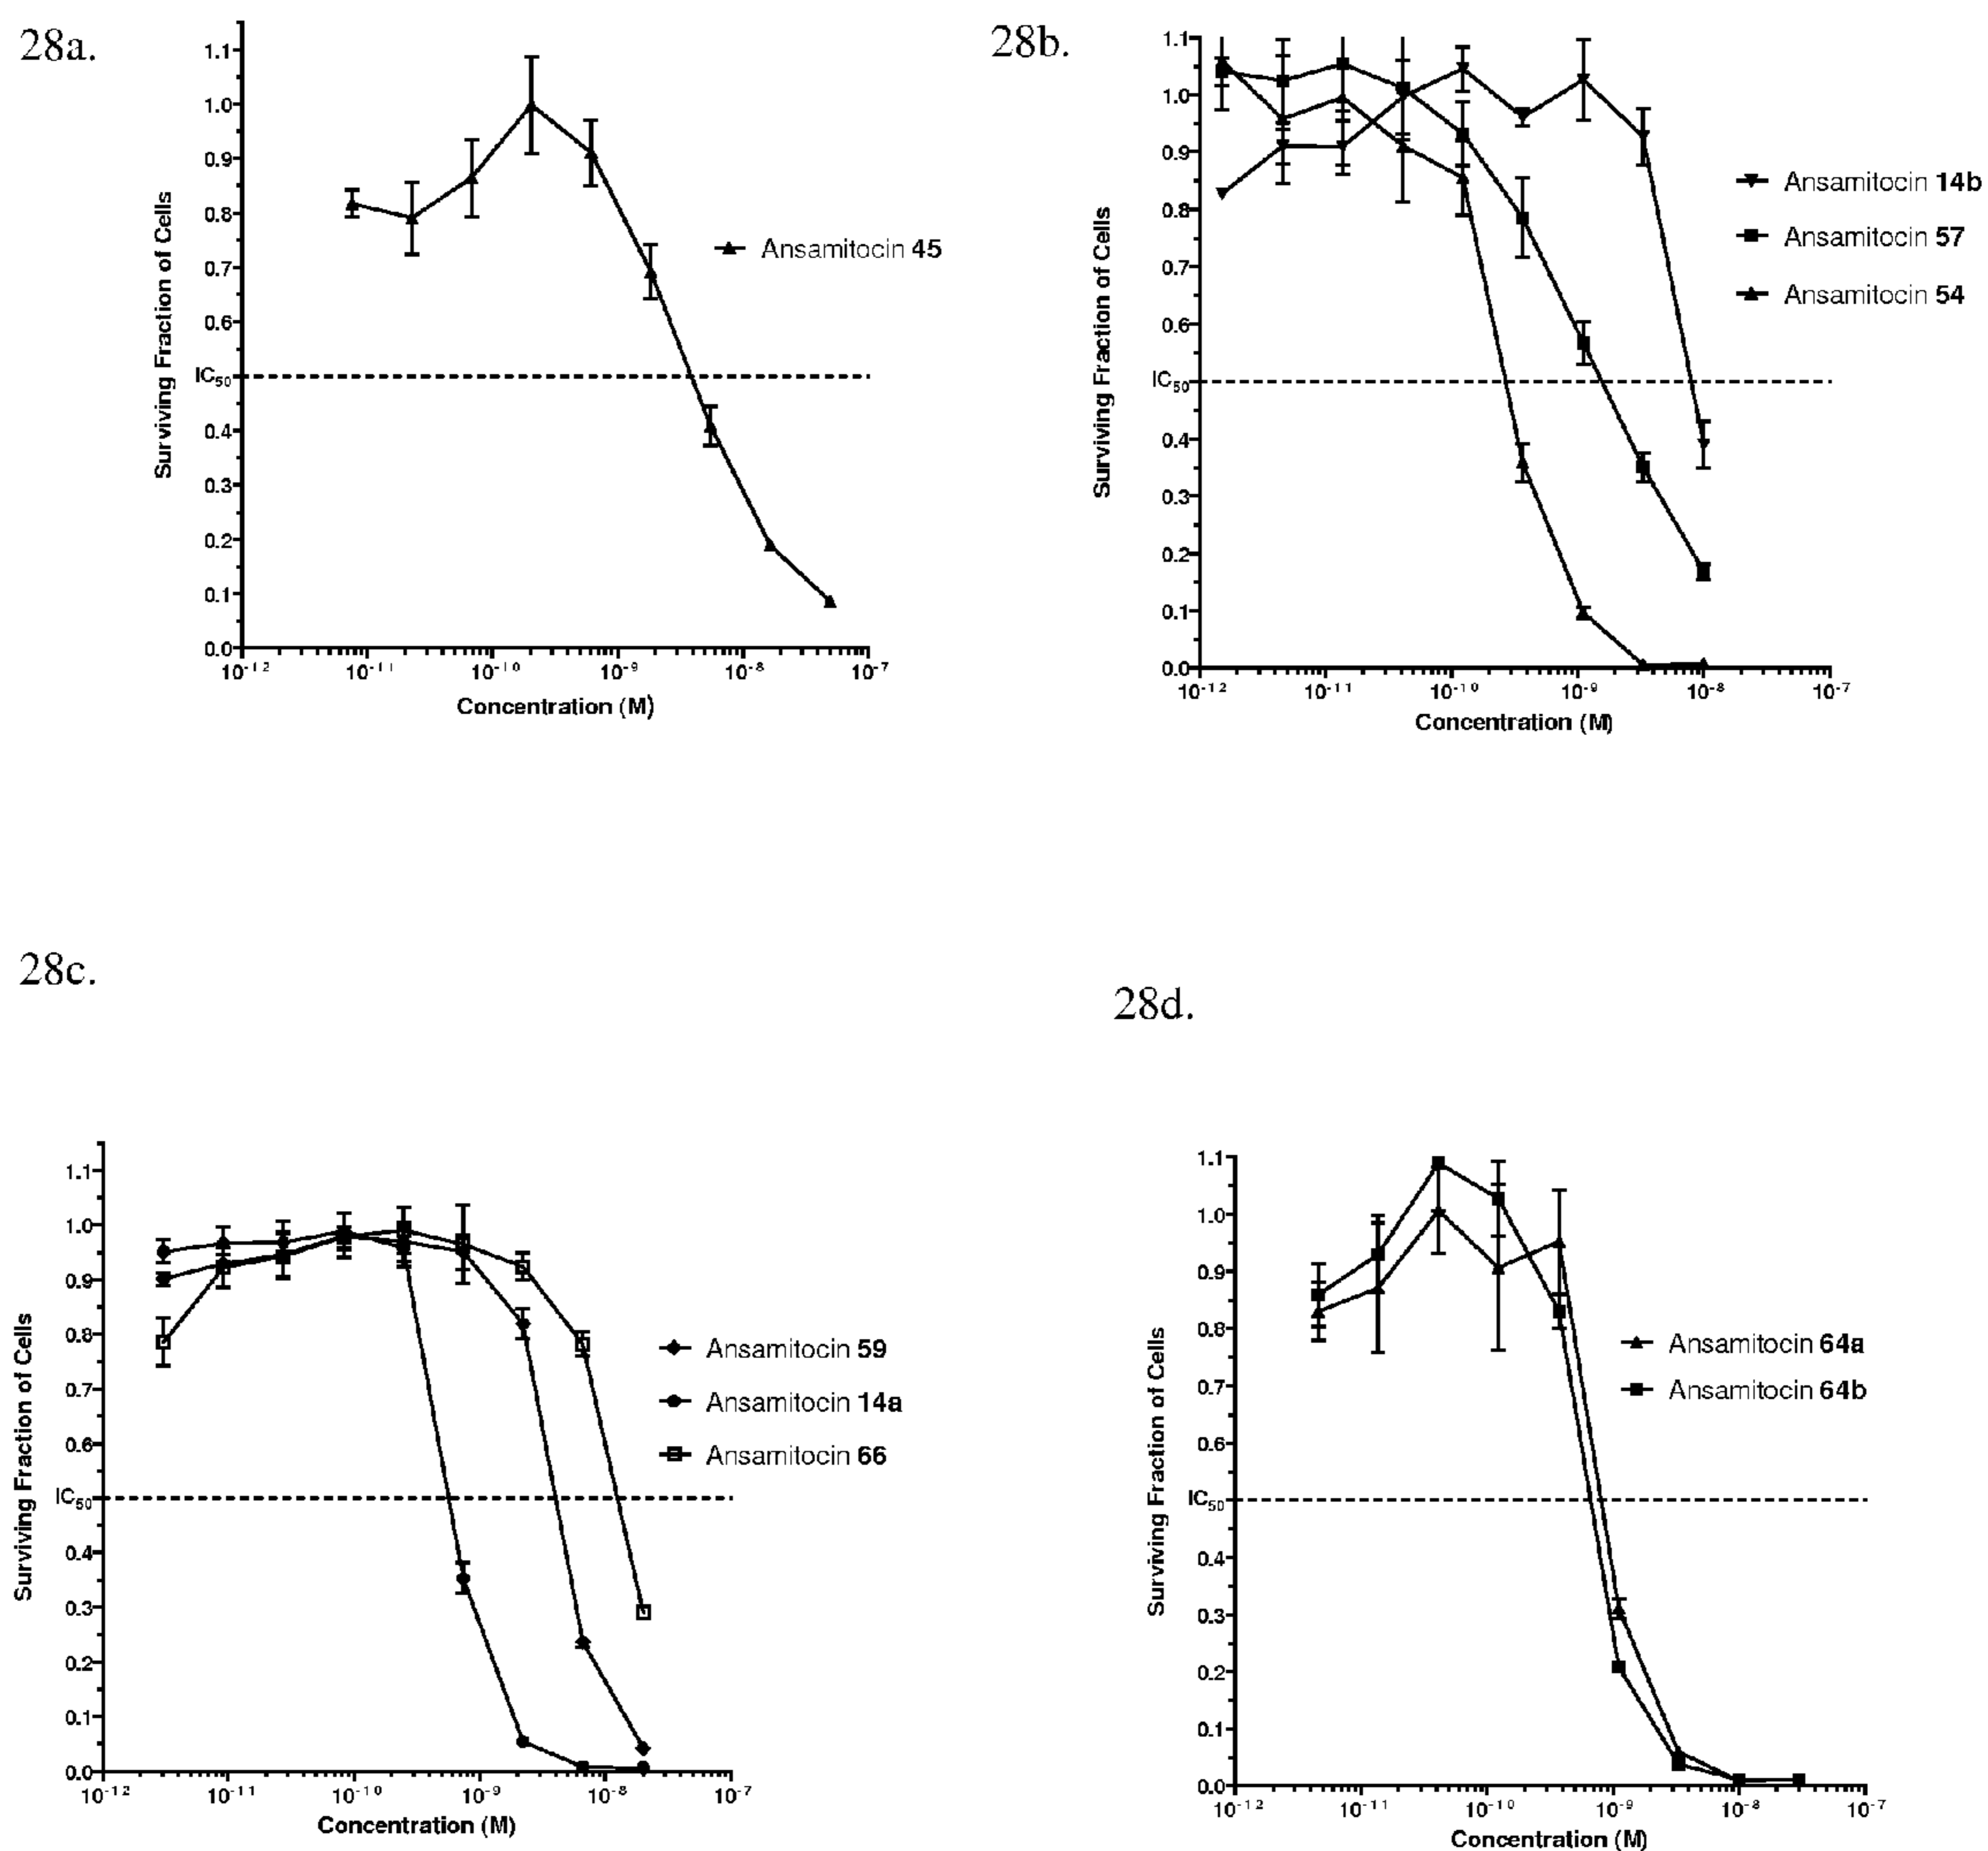 28a.
1.1
1.0
0.9
0.8
0.7
0.6
IC50
0.4
0.3
0.2
0.1
0.0
Surviving Fraction of Cells
Ansamitocin 45
10-12 10-11 10-10 10-9 10-8 10-7
Concentration (M)
28b.
1.1
1.0
0.9
0.8
0.7
0.6
IC50
0.4
0.3
0.2
0.1
0.0
Surviving Fraction of Cells
Ansamitocin 14b
Ansamitocin 57
Ansamitocin 54
10-12 10-11 10-10 10-9 10-8 10-7
Concentration (M)
28c.
1.1
1.0
0.9
0.8
0.7
0.6
IC50
0.4
0.3
0.2
0.1
0.0
Surviving Fraction of Cells
Ansamitocin 59
Ansamitocin 14a
Ansamitocin 66
10-12 10-11 10-10 10-9 10-8 10-7
Concentration (M)
28d.
1.1
1.0
0.9
0.8
0.7
0.6
IC50
0.4
0.3
0.2
0.1
0.0
Surviving Fraction of Cells
Ansamitocin 64a
Ansamitocin 64b
10-12 10-11 10-10 10-9 10-8 10-7
Concentration (M)